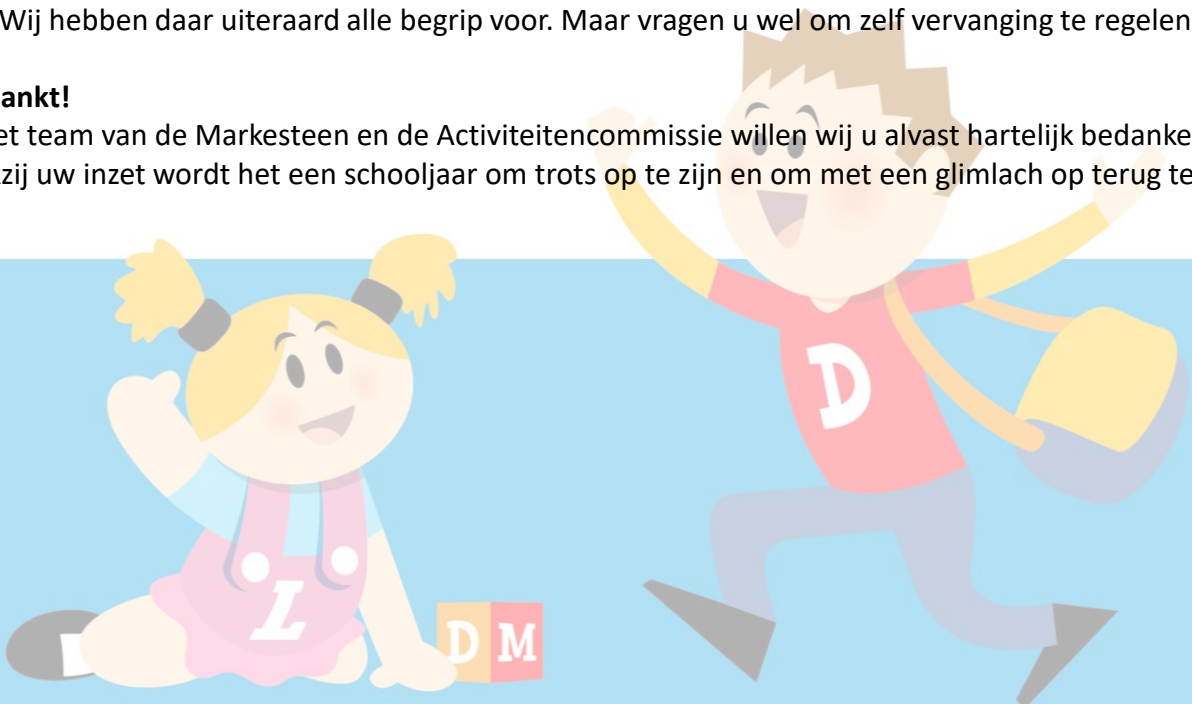 Wij hebben daar uiteraard alle begrip voor. Maar vragen u wel om zelf vervanging te regelen
ankt!
et team van de Markesteen en de Activiteitencommissie willen wij u alvast hartelijk bedanke
zij uw inzet wordt het een schooljaar om trots op te zijn en om met een glimlach op terug te
D
L
D M